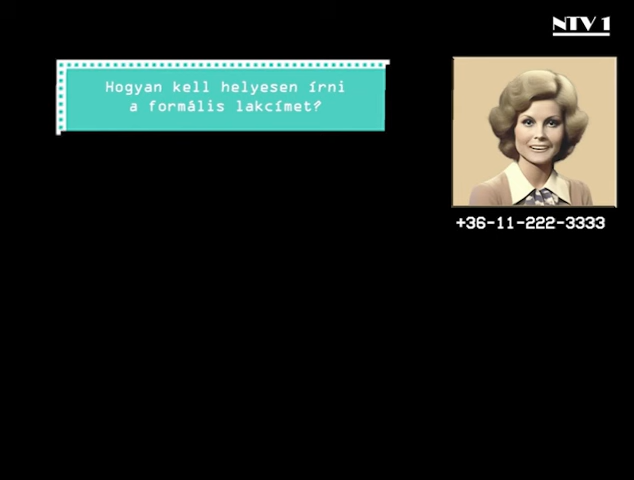 NTV 1
Hogyan kell helyesen írni
a formális lakcímet?
+36-11-222-3333